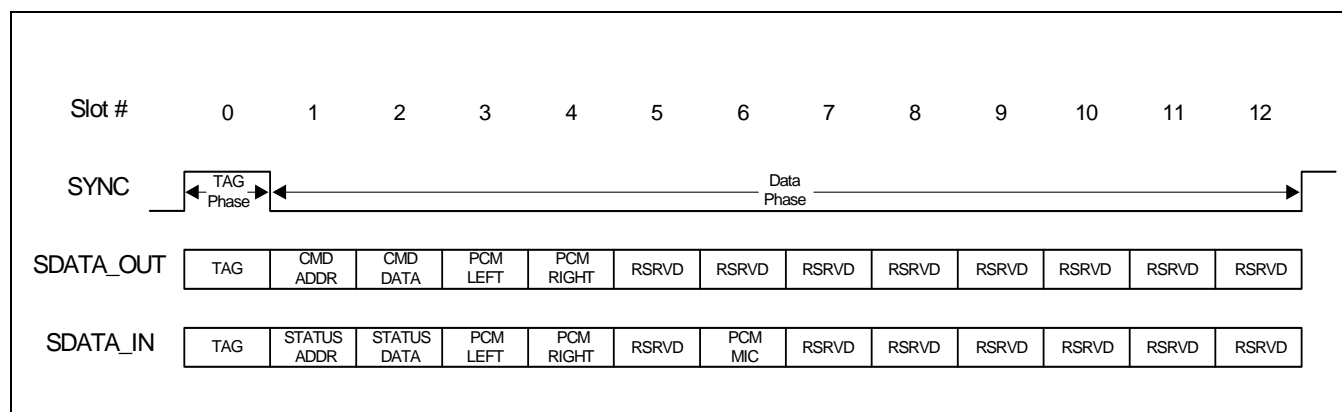 Slot # 0 1 2 3 4 5 6 7 8 9 10 11 12
SYNC TAG Phase Data Phase
SDATA_OUT TAG CMD ADDR CMD DATA PCM LEFT PCM RIGHT RSRVD RSRVD RSRVD RSRVD RSRVD RSRVD RSRVD RSRVD
SDATA_IN TAG STATUS ADDR STATUS DATA PCM LEFT PCM RIGHT RSRVD PCM MIC RSRVD RSRVD RSRVD RSRVD RSRVD RSRVD